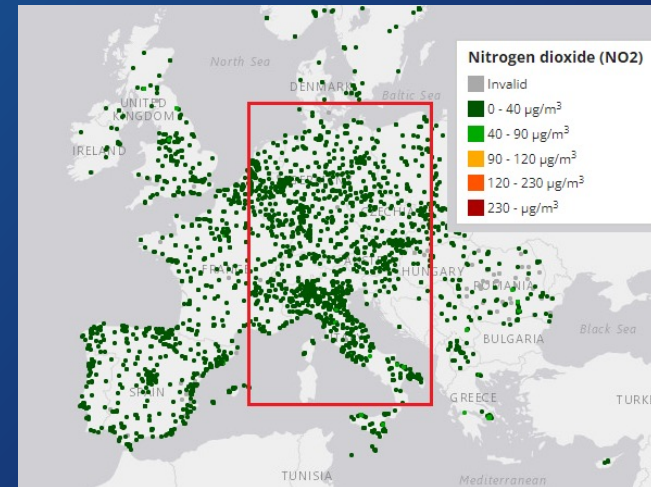 North Sea
DENMARK
Baltic Sea
UNITED
KINGDOM
IRELAND
FRANCE
HUNGARY
ROMANIA
BULGARIA
Black Sea
SPAIN
GREECE
TURK
TUNISIA
Mediterranean
Nitrogen dioxide (NO2)
Invalid
0 - 40 µg/m³
40 - 90 µg/m³
90 - 120 µg/m³
120 - 230 µg/m³
230 - µg/m³